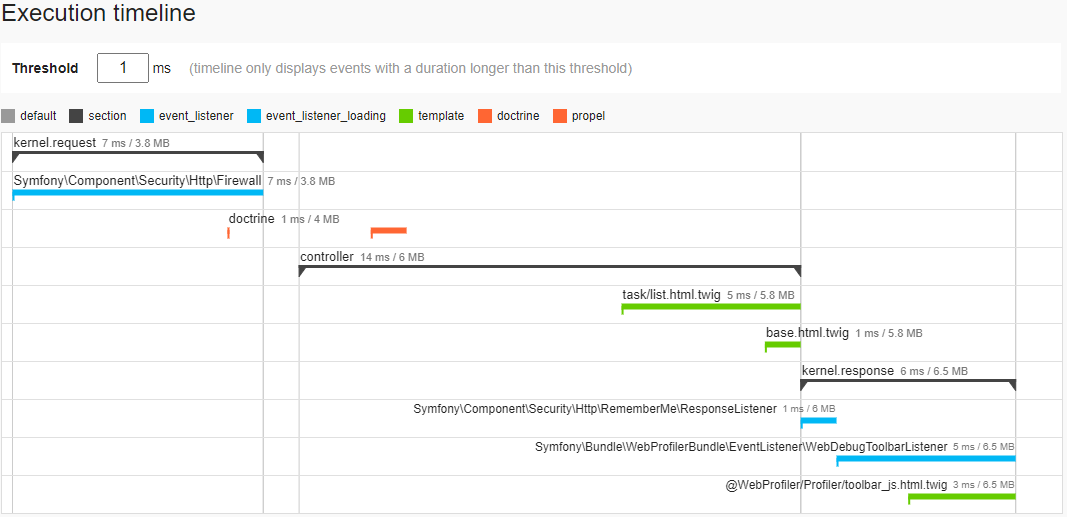 Execution timeline
Threshold 1 ms (timeline only displays events with a duration longer than this threshold)
default section event_listener event_listener_loading template doctrine propel
kernel.request 7 ms / 3.8 MB
Symfony\Component\Security\Http\Firewall 7 ms / 3.8 MB
doctrine 1 ms / 4 MB
controller 14 ms / 6 MB
task/list.html.twig 5 ms / 5.8 MB
base.html.twig 1 ms / 5.8 MB
kernel.response 6 ms / 6.5 MB
Symfony\Component\Security\Http\RememberMe\ResponseListener 1 ms / 6 MB
Symfony\Bundle\WebProfilerBundle\EventListener\WebDebugToolbarListener 5 ms / 6.5 MB
@WebProfiler/Profiler/toolbar_js.html.twig 3 ms / 6.5 MB